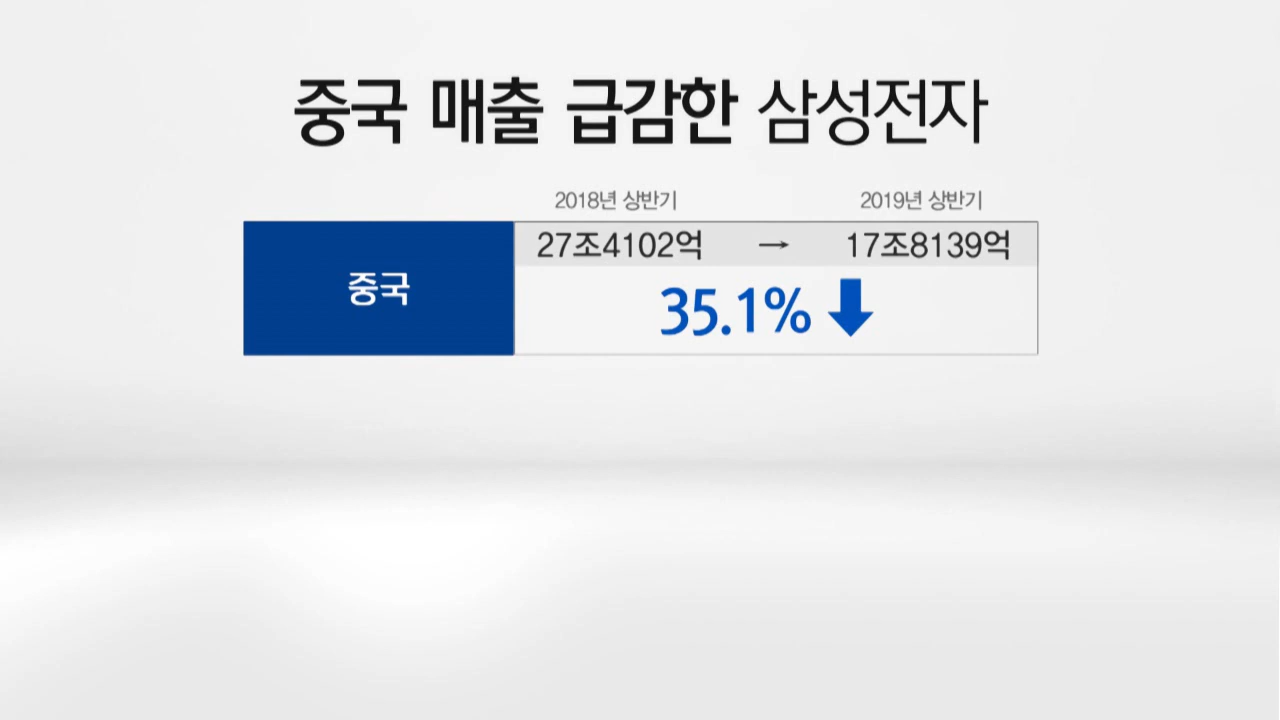 중국 매출 급감한 삼성전자
2018년 상반기 2019년 상반기
중국 27조4102억 → 17조8139억
35.1% ↓